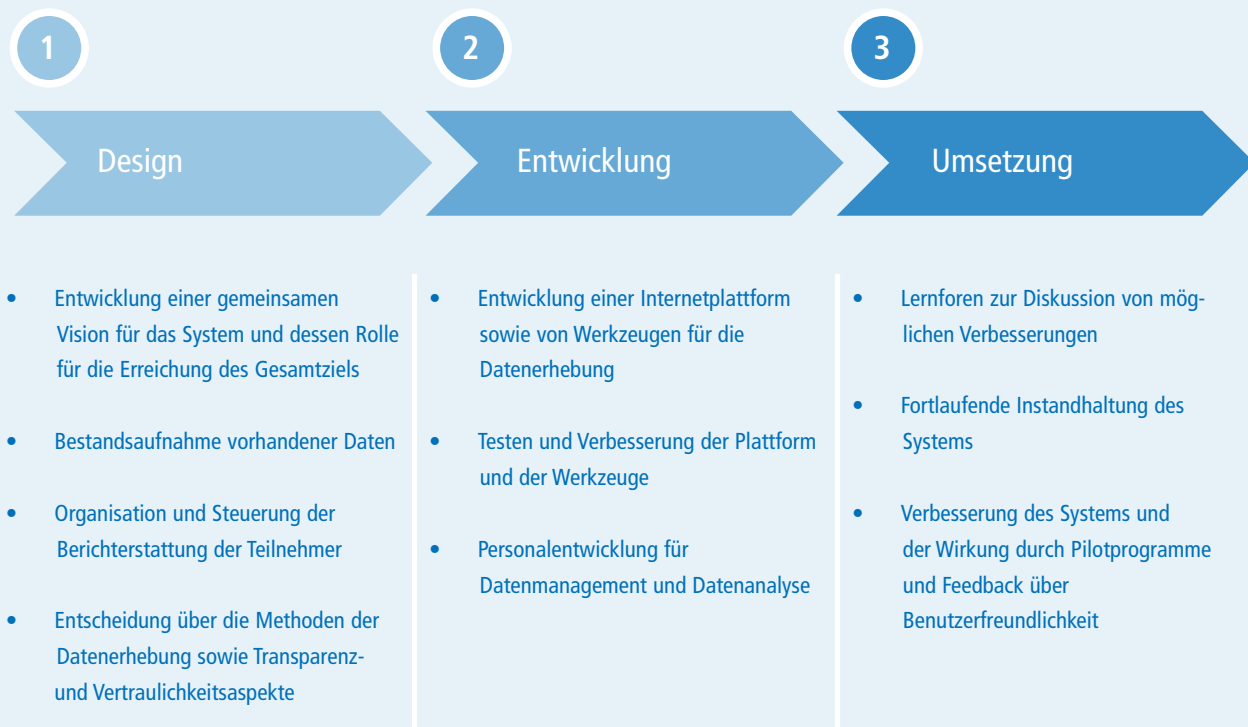 1
Design
• Entwicklung einer gemeinsamen
Vision für das System und dessen Rolle
für die Erreichung des Gesamtziels
• Bestandsaufnahme vorhandener Daten
• Organisation und Steuerung der
Berichterstattung der Teilnehmer
• Entscheidung über die Methoden der
Datenerhebung sowie Transparenz-
und Vertraulichkeitsaspekte
2
Entwicklung
• Entwicklung einer Internetplattform
sowie von Werkzeugen für die
Datenerhebung
• Testen und Verbesserung der Plattform
und der Werkzeuge
• Personalentwicklung für
Datenmanagement und Datenanalyse
3
Umsetzung
• Lernforen zur Diskussion von mög-
lichen Verbesserungen
• Fortlaufende Instandhaltung des
Systems
• Verbesserung des Systems und
der Wirkung durch Pilotprogramme
und Feedback über
Benutzerfreundlichkeit